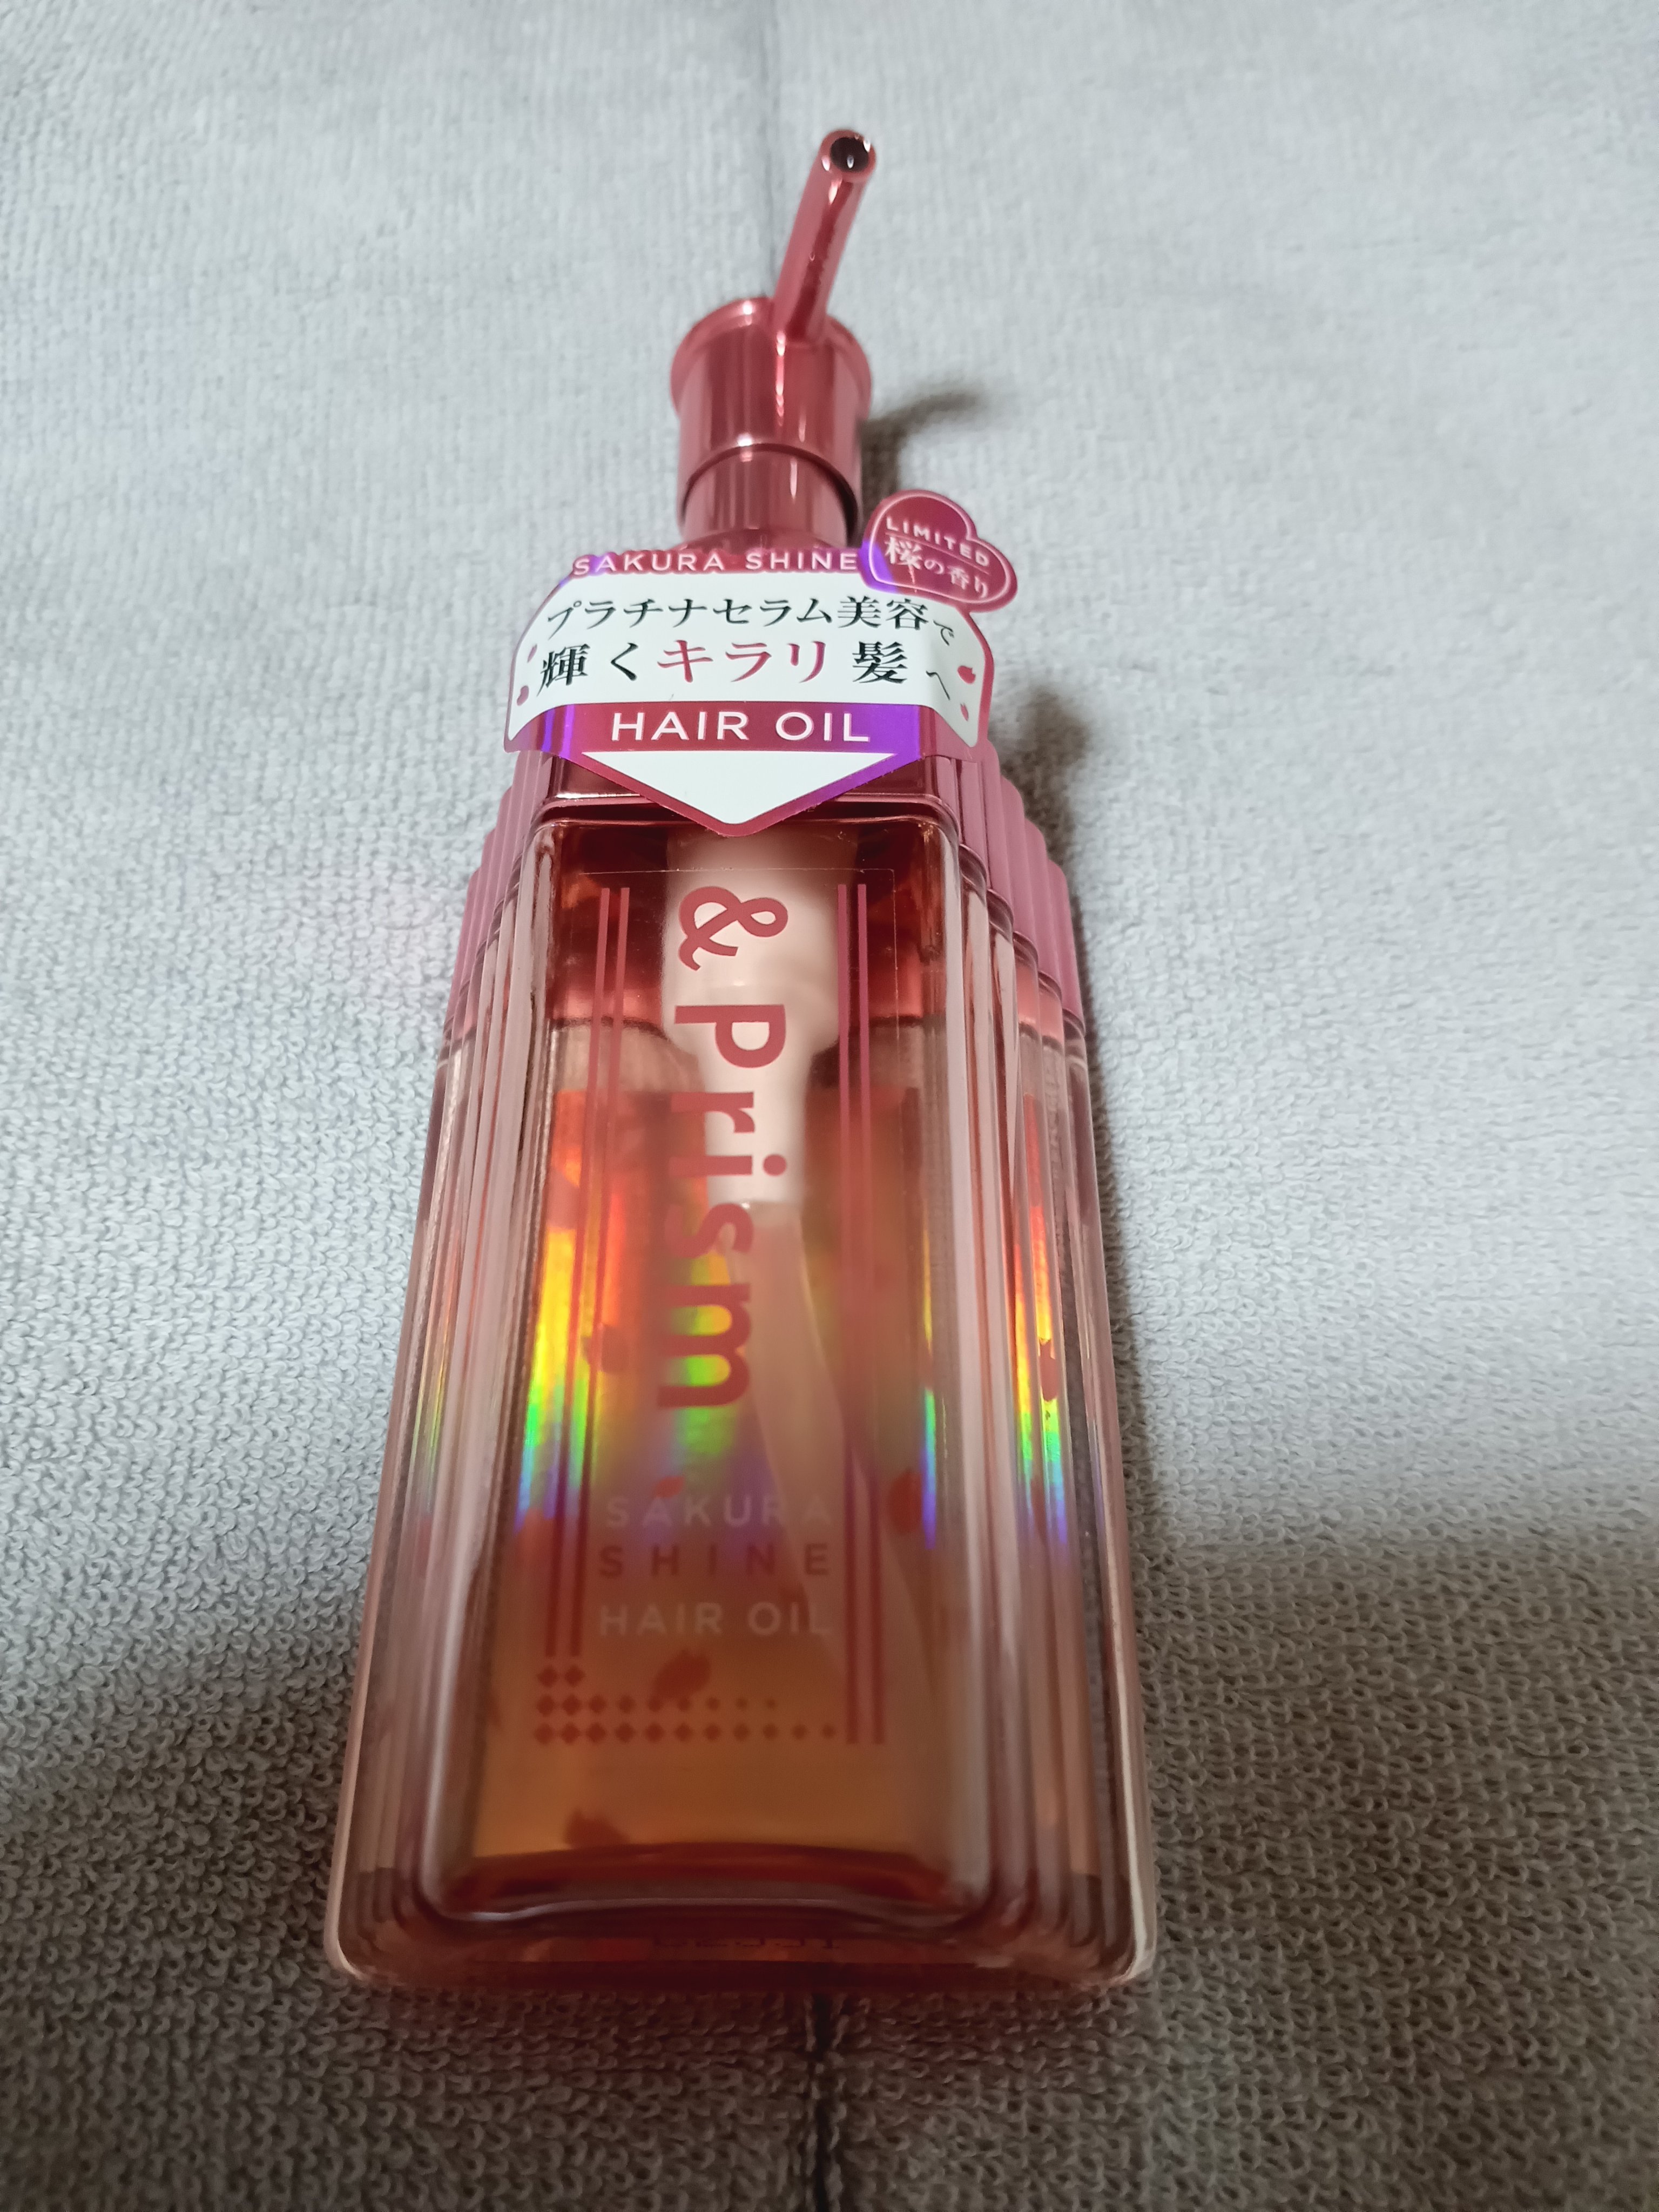 SAKURA SHINE
LIMITED
桜の香り
プラチナセラム美容で
輝くキラリ髪へ
HAIR OIL
& Prism
SAKURA
SHINE
HAIR OIL